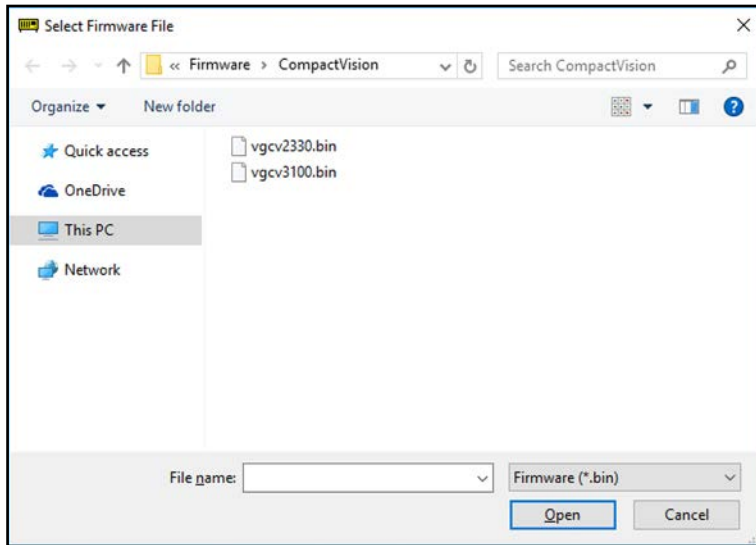 Select Firmware File
« Firmware > CompactVision
Search CompactVision
Organize
New folder
Quick access
OneDrive
This PC
Network
vgcv2330.bin
vgcv3100.bin
File name:
Firmware (*.bin)
Open
Cancel